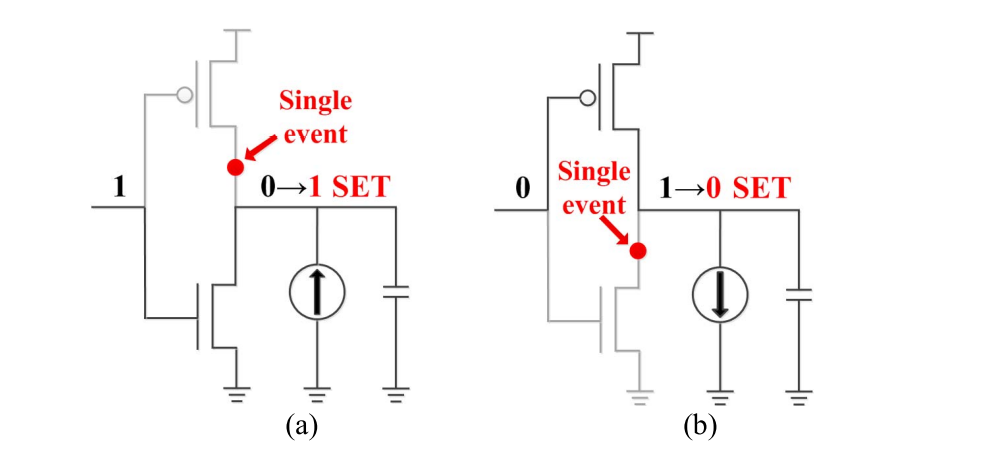 Single
event
1
0→1 SET
(a)
Single
event
0
1→0 SET
(b)